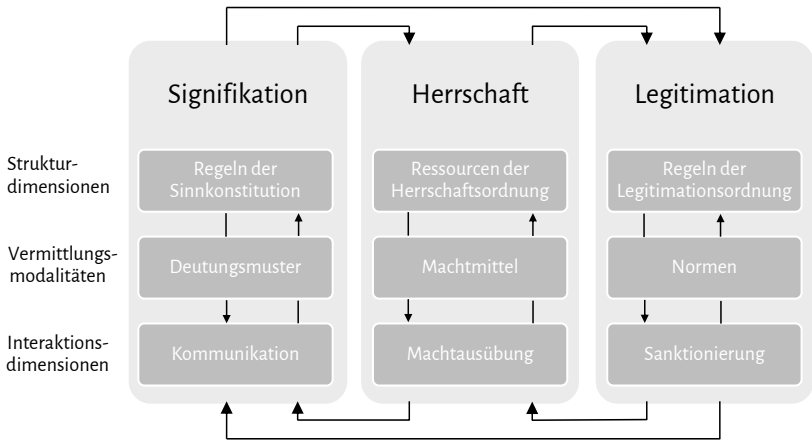 Signifikation
Herrschaft
Legitimation
Struktur-
dimensionen
Regeln der
Sinnkonstitution
Ressourcen der
Herrschaftsordnung
Regeln der
Legitimationsordnung
Vermittlungs-
modalitäten
Deutungsmuster
Machtmittel
Normen
Interaktions-
dimensionen
Kommunikation
Machtausübung
Sanktionierung